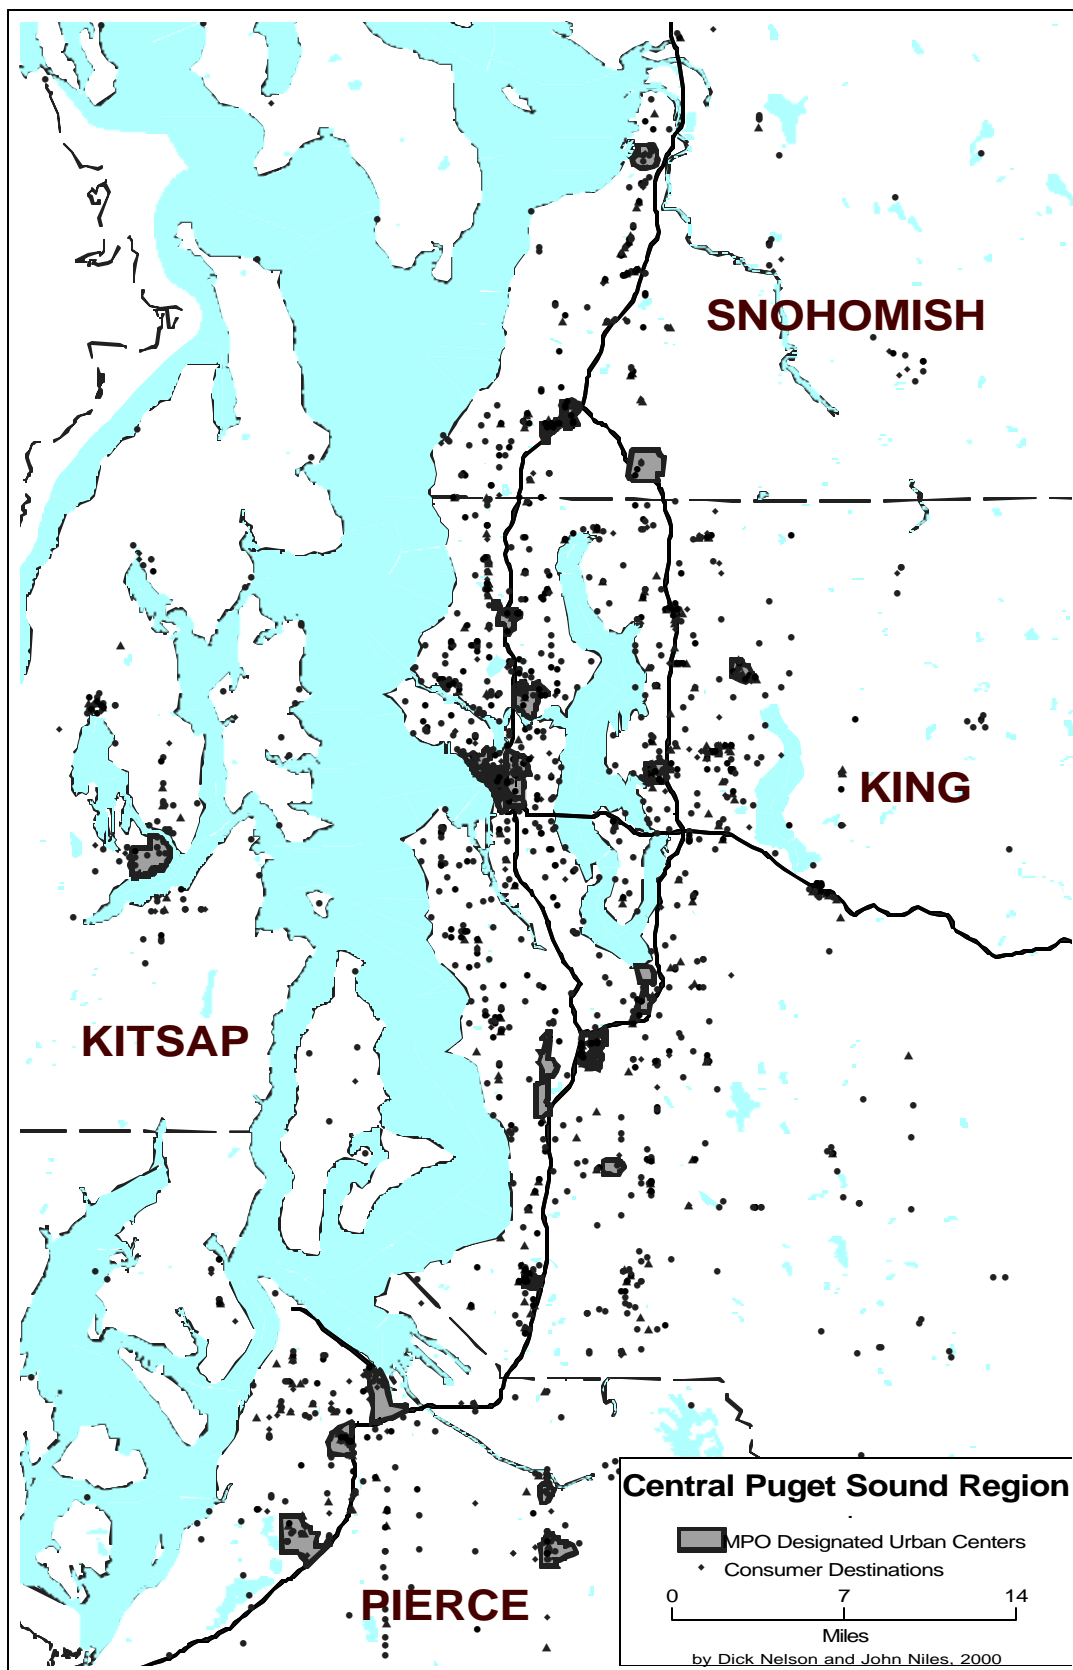 SNOHOMISH
KING
KITSAP
PIERCE
Central Puget Sound Region
MPO Designated Urban Centers
Consumer Destinations
0 7 14
Miles
by Dick Nelson and John Niles, 2000